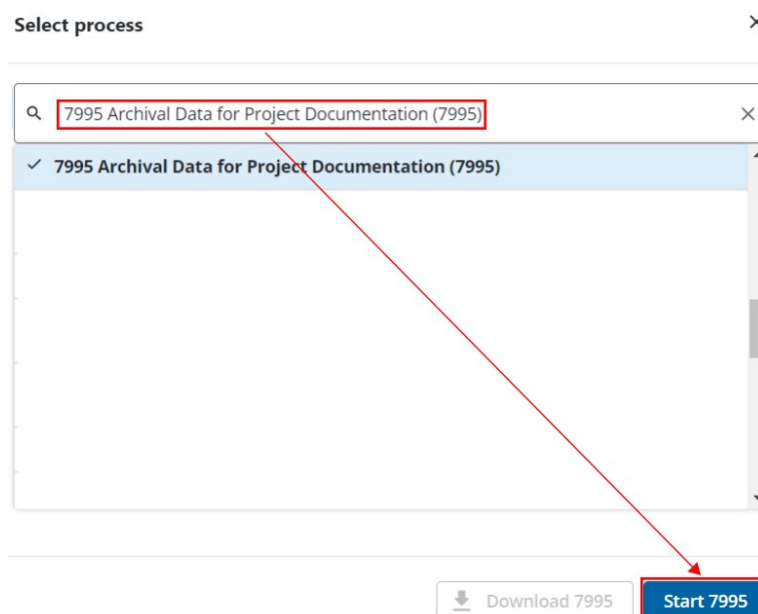 Select process
7995 Archival Data for Project Documentation (7995)
7995 Archival Data for Project Documentation (7995)
Download 7995
Start 7995